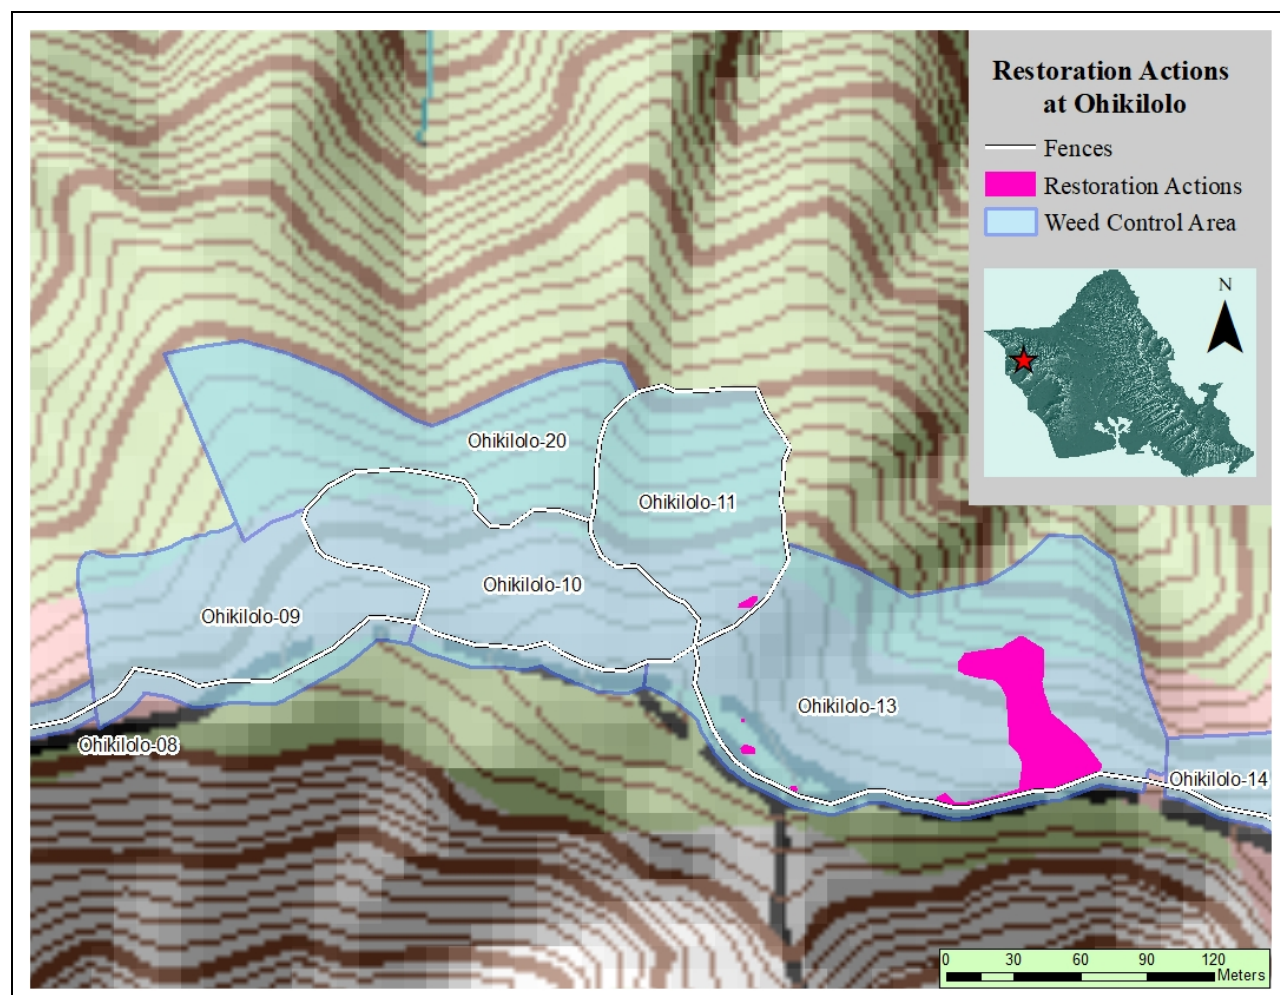 Restoration Actions
at Ohikilolo
Fences
Restoration Actions
Weed Control Area
N
Ohikilolo-20
Ohikilolo-11
Ohikilolo-10
Ohikilolo-09
Ohikilolo-13
Ohikilolo-08
Ohikilolo-14
0 30 60 90 120
Meters